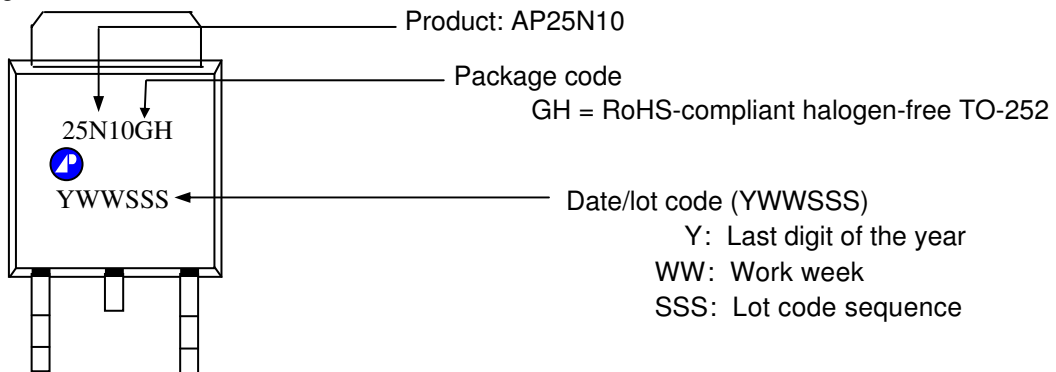 Product: AP25N10
Package code
GH = RoHS-compliant halogen-free TO-252
25N10GH
YWWSSS
Date/lot code (YWWSSS)
Y: Last digit of the year
WW: Work week
SSS: Lot code sequence